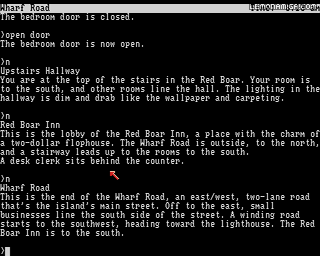 Wharf Road
The bedroom door is closed.
>open door
The bedroom door is now open.
>n
Upstairs Hallway
You are at the top of the stairs in the Red Boar. Your room is
to the south, and other rooms line the hall. The lighting in the
hallway is dim and drab like the wallpaper and carpeting.
>n
Red Boar Inn
This is the lobby of the Red Boar Inn, a place with the charm of
a two-dollar flophouse. The Wharf Road is outside, to the north,
and a stairway leads up to the rooms to the south.
A desk clerk sits behind the counter.
>n
Wharf Road
This is the end of the Wharf Road, an east/west, two-lane road
that's the island's main street. Off to the east, small
businesses line the south side of the street. A winding road
starts to the southwest, heading toward the lighthouse. The Red
Boar Inn is to the south.
>